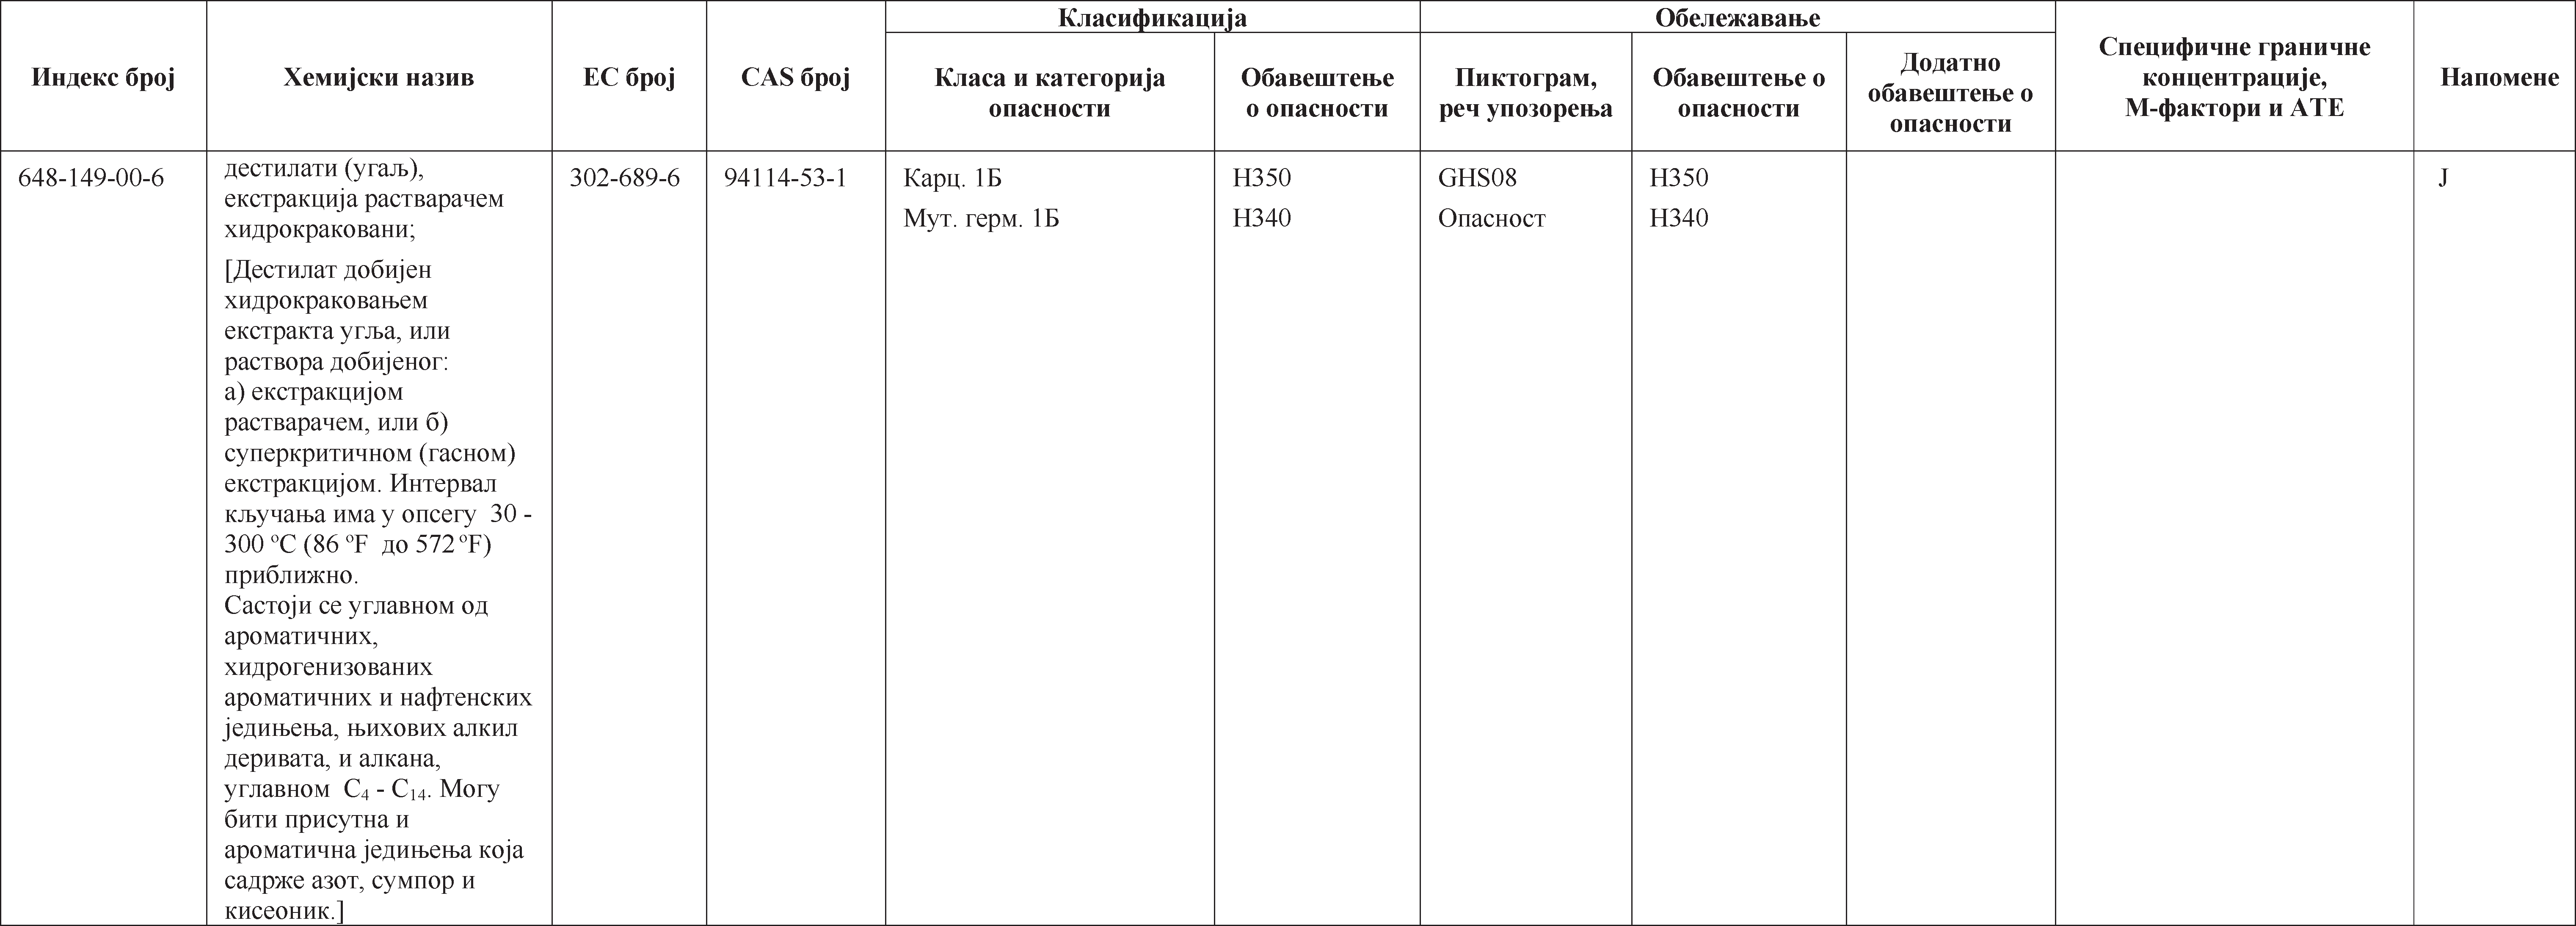 Индекс број
Хемијски назив
ЕС број
CAS број
Класификација
Обележавање
Специфичне граничне
концентрације,
М-фактори и АТЕ
Напомене
Класа и категорија
опасности
Обавештење
о опасности
Пиктограм,
реч упозорења
Обавештење о
опасности
Додатно
обавештење о
опасности
648-149-00-6
дестилати (угаљ),
екстракција растварачем
хидрокраковани;
[Дестилат добијен
хидрокраковањем
екстракта угља, или
раствора добијеног:
а) екстракцијом
растварачем, или б)
суперкритичном (гасном)
екстракцијом. Интервал
кључања има у опсегу  30 -
300 ºC (86 ºF  до 572 ºF)
приближно.
Састоји се углавном од
ароматичних,
хидрогенизованих
ароматичних и нафтенских
једињења, њихових алкил
деривата, и алкана,
углавном  C₄ - C₁₄. Могу
бити присутна и
ароматична једињења која
садрже азот, сумпор и
кисеоник.]
302-689-6
94114-53-1
Карц. 1Б
Мут. герм. 1Б
H350
H340
GHS08
Опасност
H350
H340
J